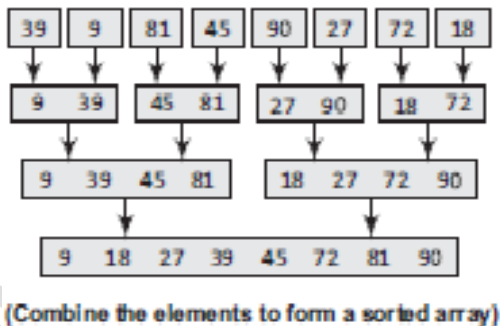 39 9 81 45 90 27 72 18
9 39 45 81 27 90 18 72
9 39 45 81 18 27 72 90
9 18 27 39 45 72 81 90
(Combine the elements to form a sorted array)